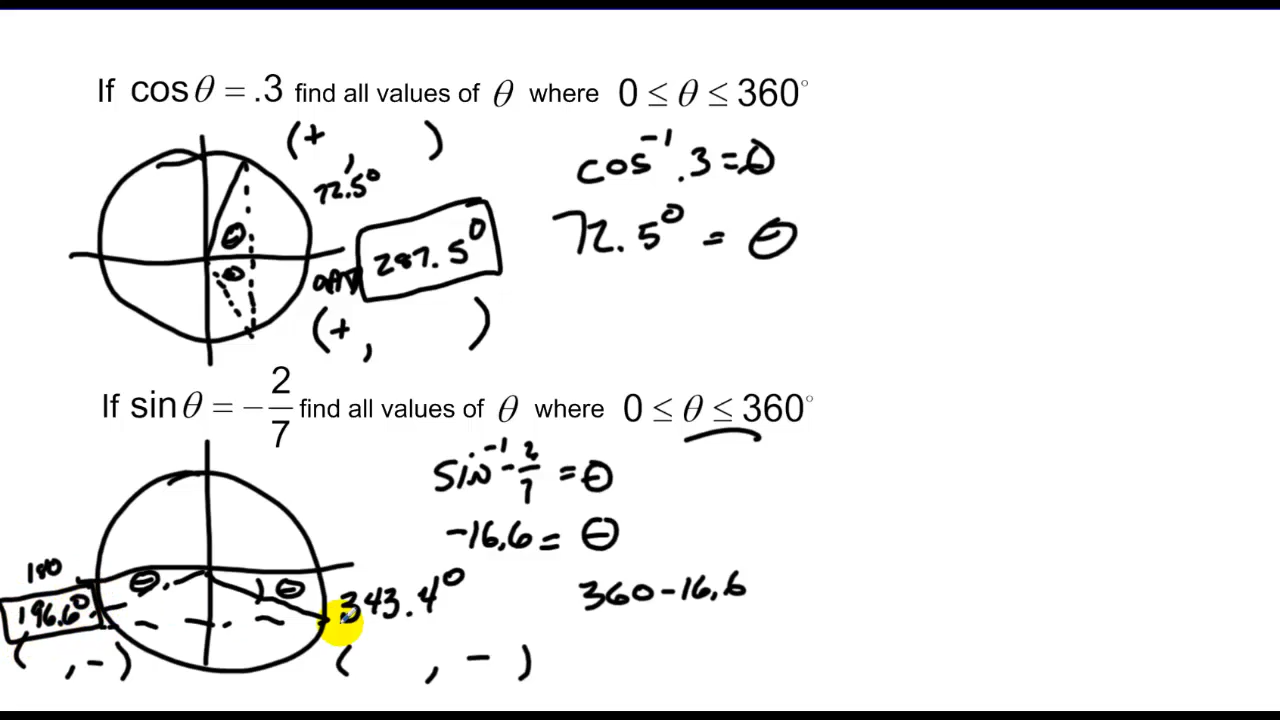 If cosθ = .3 find all values of θ where 0 ≤ θ ≤ 360°
(+ , )
72.5°
cos⁻¹ .3 = θ
72.5° = θ
θ
θ
287.5°
(+, )
If sinθ = -2/7 find all values of θ where 0 ≤ θ ≤ 360°
sin⁻¹ -2/7 = θ
-16.6 = θ
360-16.6
180
θ
θ
343.4°
196.6°
( , -)
( , -)